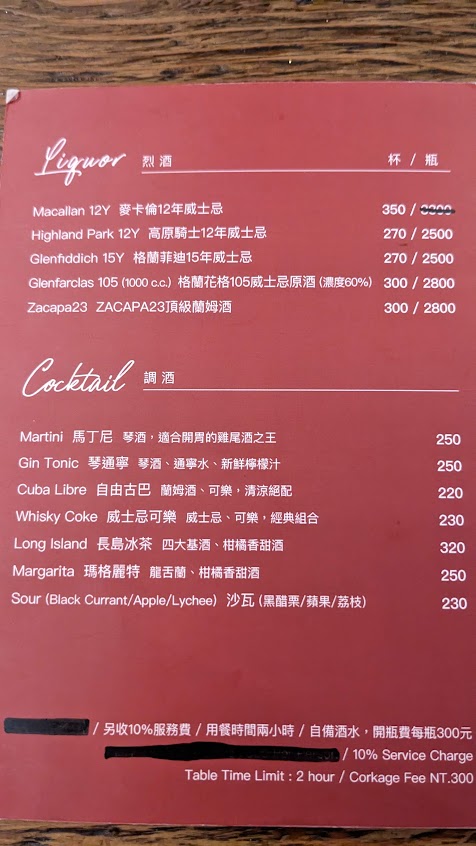 Liquor 烈酒 杯 / 瓶
Macallan 12Y 麥卡倫12年威士忌 350 / 3200
Highland Park 12Y 高原騎士12年威士忌 270 / 2500
Glenfiddich 15Y 格蘭菲迪15年威士忌 270 / 2500
Glenfarclas 105 (1000 c.c.) 格蘭花格105威士忌原酒 (濃度60%) 300 / 2800
Zacapa23 ZACAPA23頂級蘭姆酒 300 / 2800
Cocktail 調酒
Martini 馬丁尼 琴酒，適合開胃的雞尾酒之王 250
Gin Tonic 琴通寧 琴酒、通寧水、新鮮檸檬汁 250
Cuba Libre 自由古巴 蘭姆酒、可樂，清涼絕配 220
Whisky Coke 威士忌可樂 威士忌、可樂，經典組合 230
Long Island 長島冰茶 四大基酒、柑橘香甜酒 320
Margarita 瑪格麗特 龍舌蘭、柑橘香甜酒 250
Sour (Black Currant/Apple/Lychee) 沙瓦 (黑醋栗/蘋果/荔枝) 230
/ 另收10%服務費 / 用餐時間兩小時 / 自備酒水，開瓶費每瓶300元
/ 10% Service Charge
Table Time Limit : 2 hour / Corkage Fee NT.300